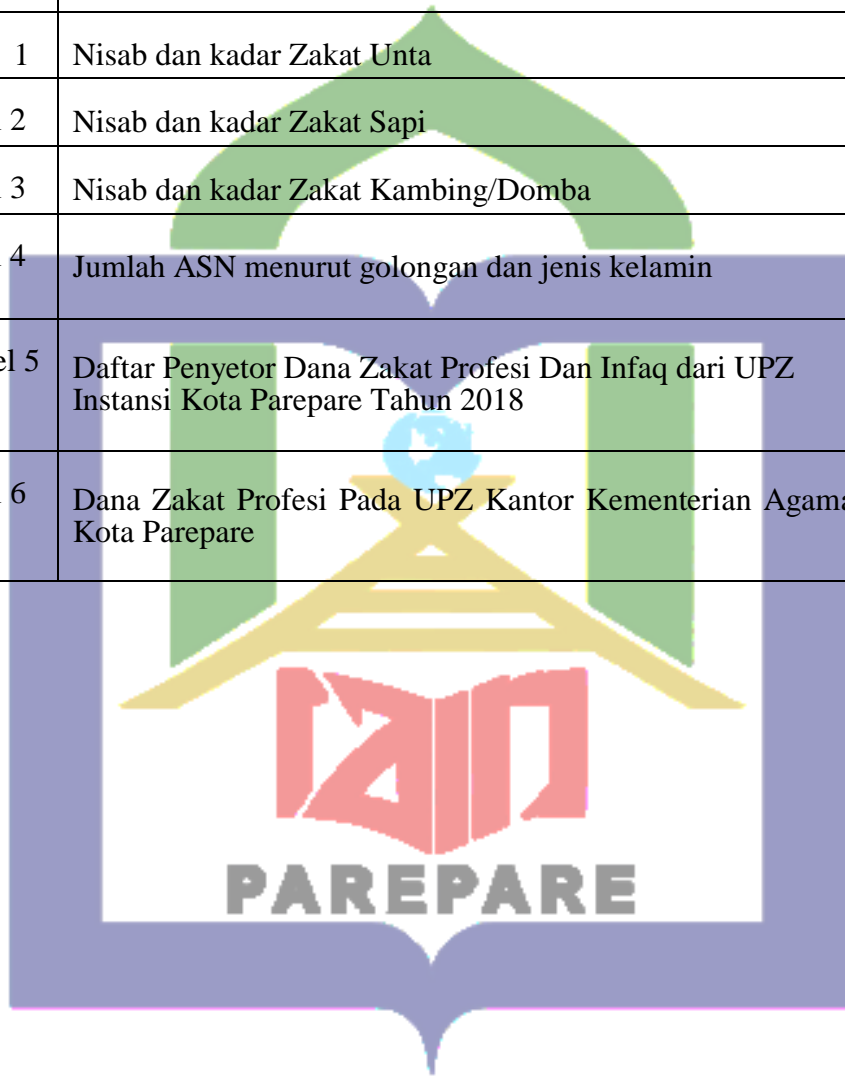 1 Nisab dan kadar Zakat Unta
2 Nisab dan kadar Zakat Sapi
3 Nisab dan kadar Zakat Kambing/Domba
4 Jumlah ASN menurut golongan dan jenis kelamin
el 5 Daftar Penyetor Dana Zakat Profesi Dan Infaq dari UPZ
Instansi Kota Parepare Tahun 2018
6 Dana Zakat Profesi Pada UPZ Kantor Kementerian Agama
Kota Parepare
iain
PAREPARE